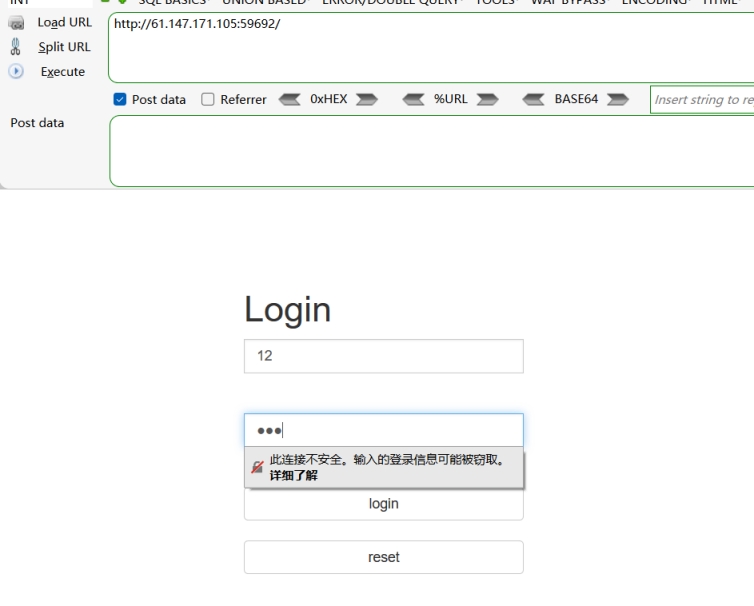 INT SQL BASICS UNION BASED ERROR/DOUBLE QUERY TOOLS WAF BYPASS ENCODING HTML
Load URL
http://61.147.171.105:59692/
Split URL
Execute
Post data Referrer 0xHEX %URL BASE64 Insert string to re
Post data
Login
12
●●●
此连接不安全。输入的登录信息可能被窃取。
详细了解
login
reset